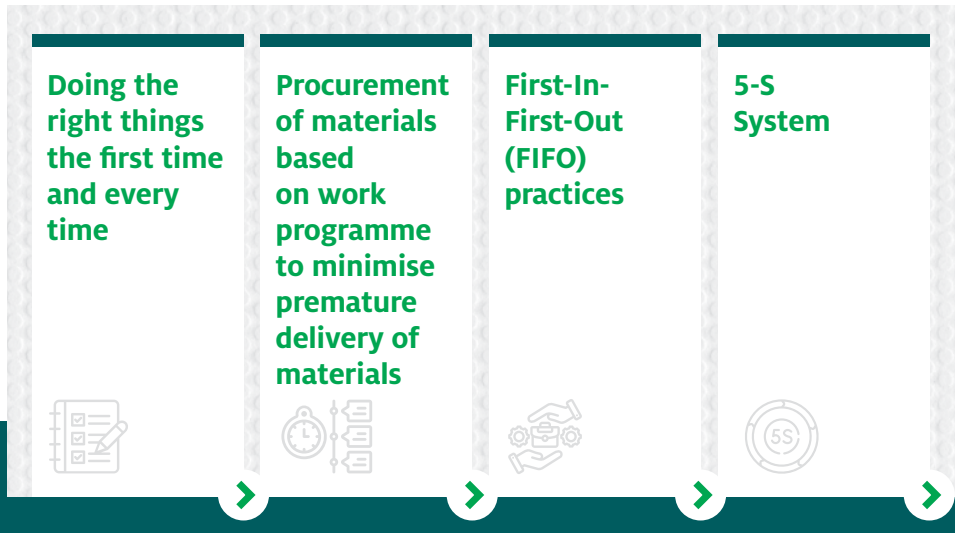 Doing the
right things
the first time
and every
time
Procurement
of materials
based
on work
programme
to minimise
premature
delivery of
materials
First-In-
First-Out
(FIFO)
practices
5-S
System
5S